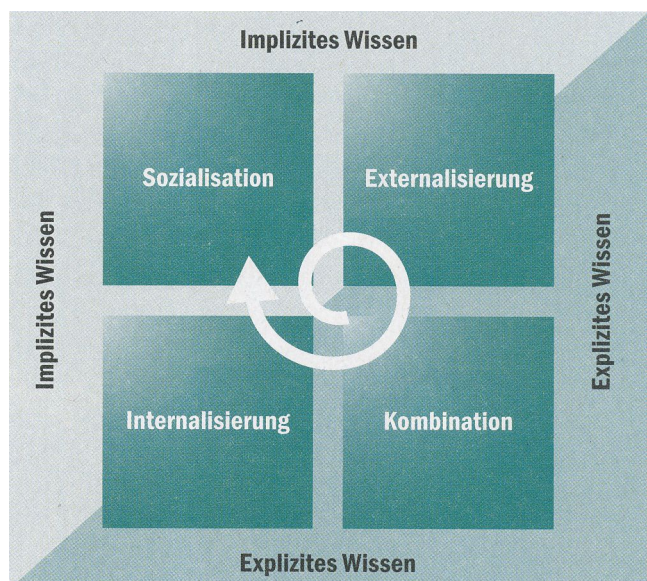 Implizites Wissen
Sozialisation
Externalisierung
Implizites Wissen
Explizites Wissen
Internalisierung
Kombination
Explizites Wissen